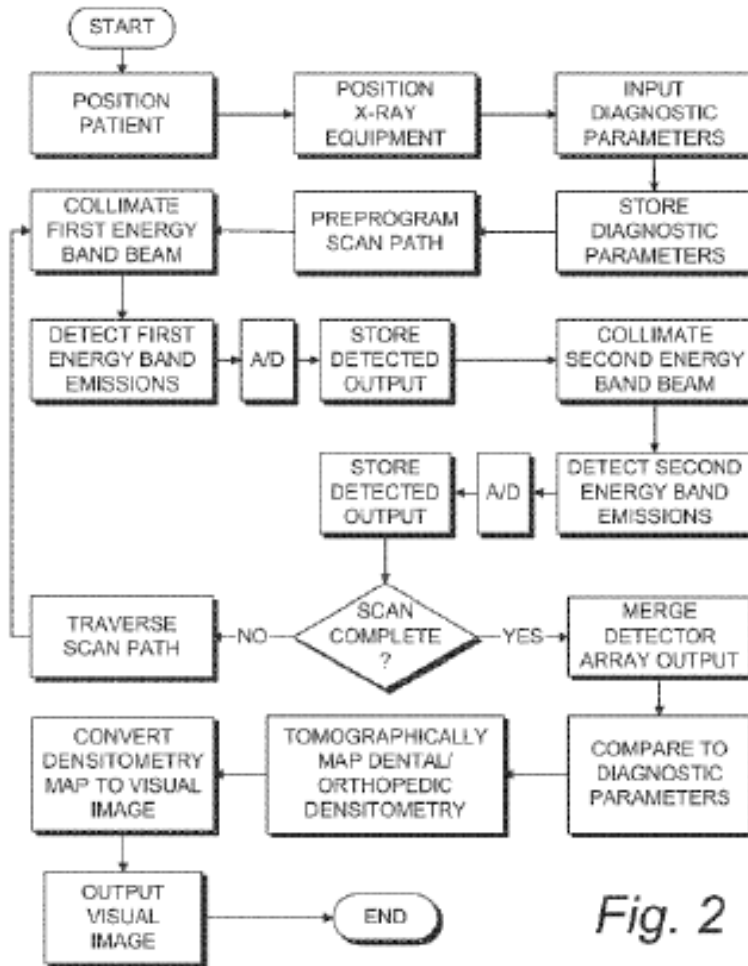 START
POSITION
PATIENT
POSITION
X-RAY
EQUIPMENT
INPUT
DIAGNOSTIC
PARAMETERS
STORE
DIAGNOSTIC
PARAMETERS
PREPROGRAM
SCAN PATH
COLLIMATE
FIRST ENERGY
BAND BEAM
DETECT FIRST
ENERGY BAND
EMISSIONS
A/D
STORE
DETECTED
OUTPUT
COLLIMATE
SECOND ENERGY
BAND BEAM
DETECT SECOND
ENERGY BAND
EMISSIONS
A/D
STORE
DETECTED
OUTPUT
SCAN
COMPLETE
?
NO
TRAVERSE
SCAN PATH
YES
MERGE
DETECTOR
ARRAY OUTPUT
COMPARE TO
DIAGNOSTIC
PARAMETERS
TOMOGRAPHICALLY
MAP DENTAL/
ORTHOPEDIC
DENSITOMETRY
CONVERT
DENSITOMETRY
MAP TO VISUAL
IMAGE
OUTPUT
VISUAL
IMAGE
END
Fig. 2